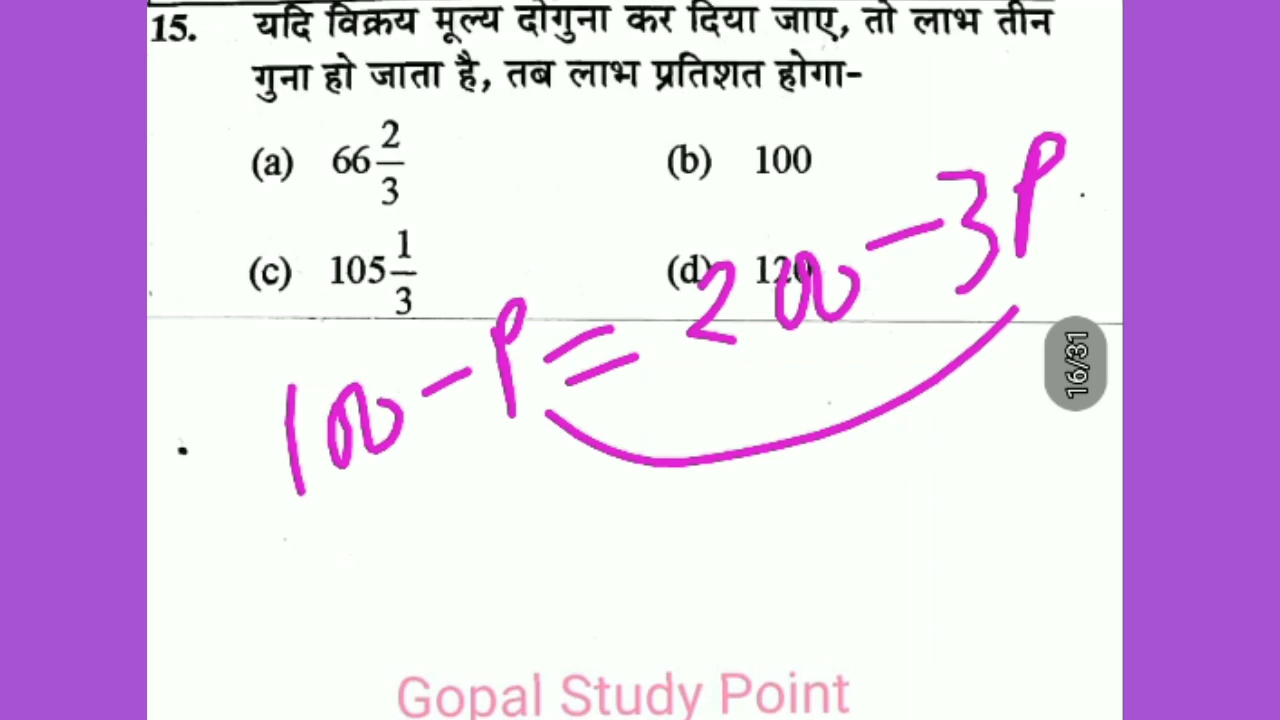 15. यदि विक्रय मूल्य दोगुना कर दिया जाए, तो लाभ तीन
गुना हो जाता है, तब लाभ प्रतिशत होगा-
(a) 66 2/3 (b) 100
(c) 105 1/3 (d) 120
100 - P = 200 - 3P
16/31
Gopal Study Point